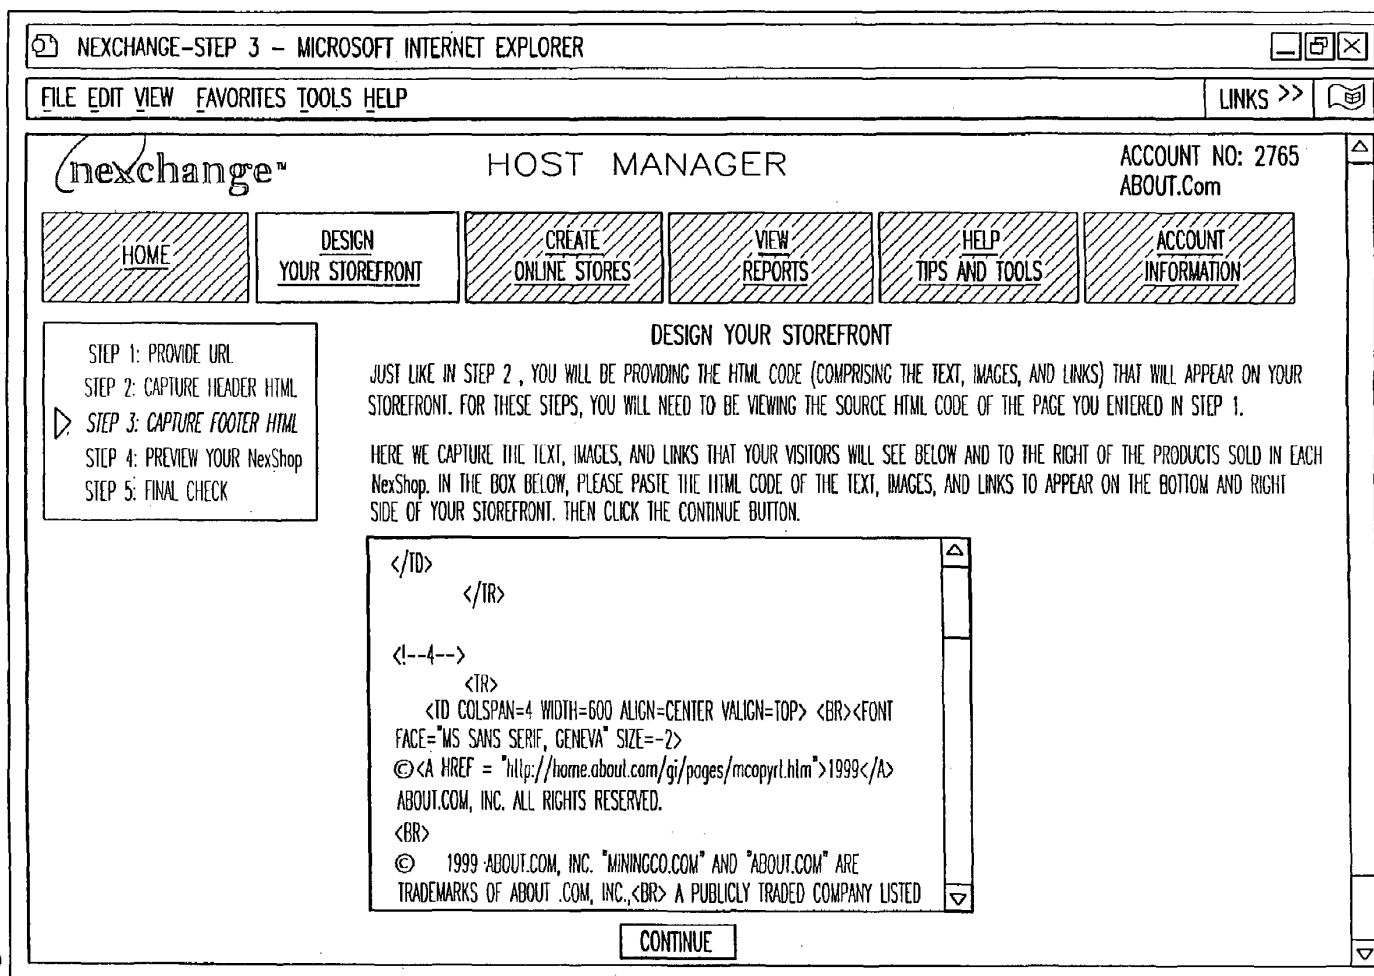 NEXCHANGE-STEP 3 - MICROSOFT INTERNET EXPLORER
FILE EDIT VIEW FAVORITES TOOLS HELP
LINKS >>
nexchange™
HOST MANAGER
ACCOUNT NO: 2765
ABOUT.Com
HOME
DESIGN
YOUR STOREFRONT
CREATE
ONLINE STORES
VIEW
REPORTS
HELP
TIPS AND TOOLS
ACCOUNT
INFORMATION
STEP 1: PROVIDE URL
STEP 2: CAPTURE HEADER HTML
STEP 3: CAPTURE FOOTER HTML
STEP 4: PREVIEW YOUR NexShop
STEP 5: FINAL CHECK
DESIGN YOUR STOREFRONT
JUST LIKE IN STEP 2 , YOU WILL BE PROVIDING THE HTML CODE (COMPRISING THE TEXT, IMAGES, AND LINKS) THAT WILL APPEAR ON YOUR
STOREFRONT. FOR THESE STEPS, YOU WILL NEED TO BE VIEWING THE SOURCE HTML CODE OF THE PAGE YOU ENTERED IN STEP 1.
HERE WE CAPTURE THE TEXT, IMAGES, AND LINKS THAT YOUR VISITORS WILL SEE BELOW AND TO THE RIGHT OF THE PRODUCTS SOLD IN EACH
NexShop. IN THE BOX BELOW, PLEASE PASTE THE HTML CODE OF THE TEXT, IMAGES, AND LINKS TO APPEAR ON THE BOTTOM AND RIGHT
SIDE OF YOUR STOREFRONT. THEN CLICK THE CONTINUE BUTTON.
</TD>
</TR>
<!--4-->
<TR>
<TD COLSPAN=4 WIDTH=600 ALIGN=CENTER VALIGN=TOP> <BR><FONT
FACE="MS SANS SERIF, GENEVA" SIZE=-2>
©<A HREF = "http://home.about.com/gi/pages/mcopyrt.htm">1999</A>
ABOUT.COM, INC. ALL RIGHTS RESERVED.
<BR>
© 1999 ABOUT.COM, INC. "MININGCO.COM" AND "ABOUT.COM" ARE
TRADEMARKS OF ABOUT .COM, INC.,<BR> A PUBLICLY TRADED COMPANY LISTED
CONTINUE